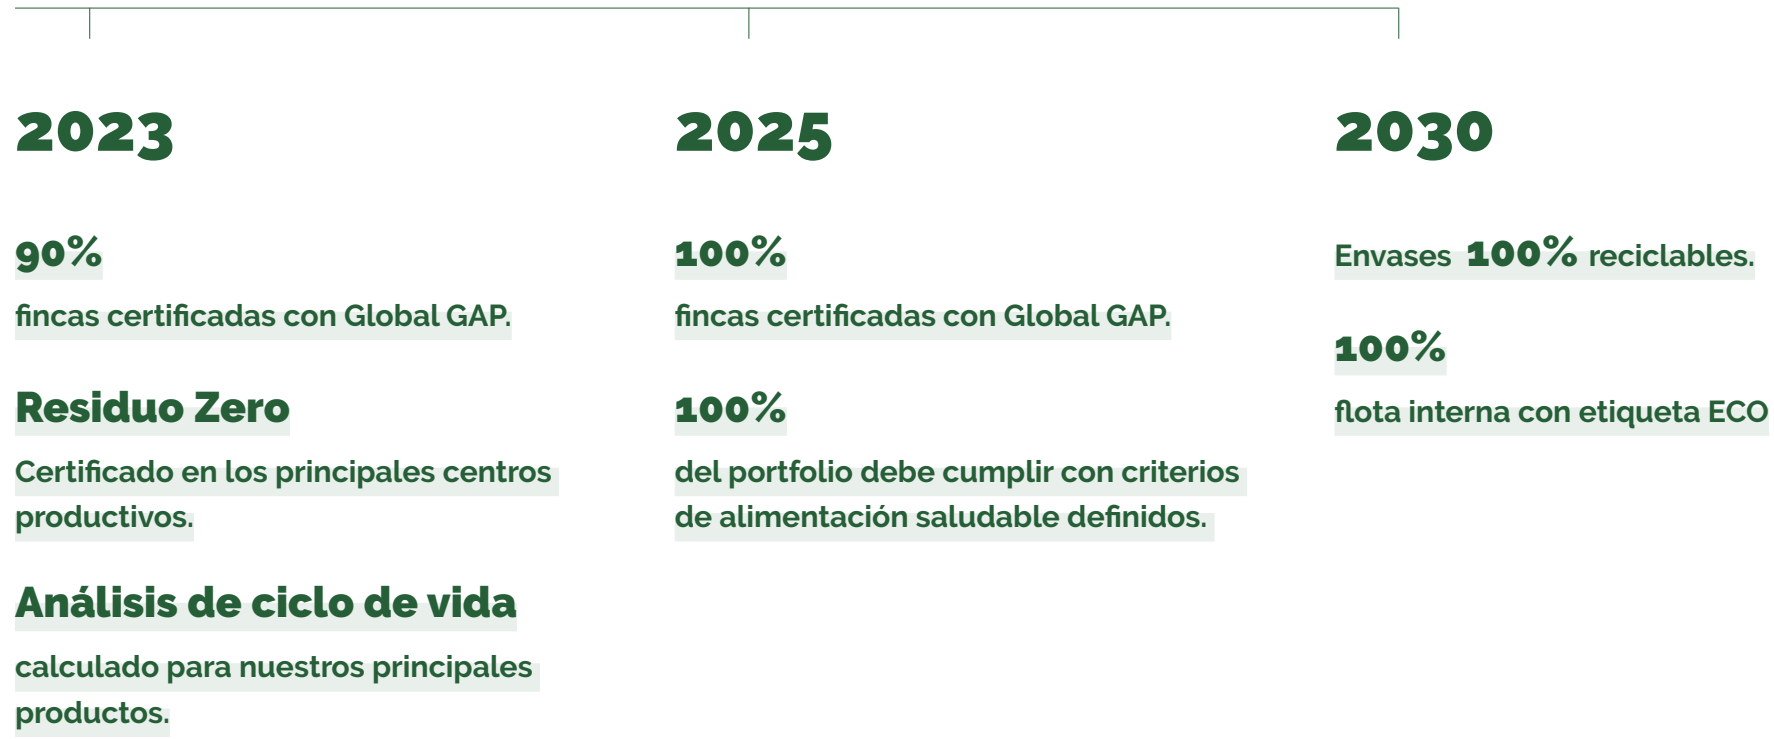 2023
90%
fincas certificadas con Global GAP.
Residuo Zero
Certificado en los principales centros
productivos.
Análisis de ciclo de vida
calculado para nuestros principales
productos.
2025
100%
fincas certificadas con Global GAP.
100%
del portfolio debe cumplir con criterios
de alimentación saludable definidos.
2030
Envases 100% reciclables.
100%
flota interna con etiqueta ECO